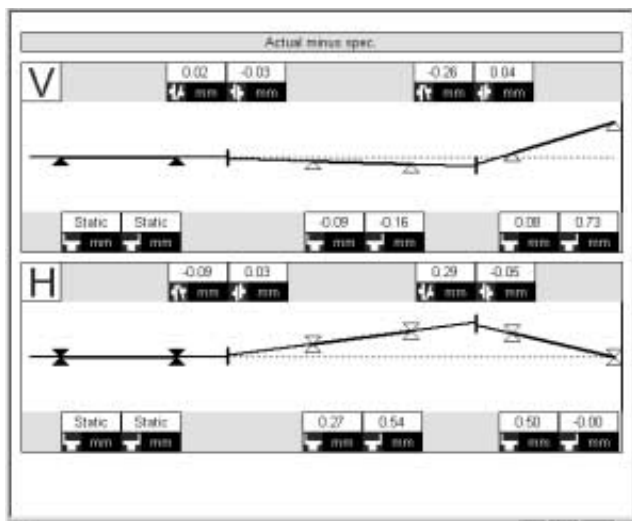 Actual minus spec.
V
0.02 -0.03 -0.26 0.04
mm mm mm mm
Static Static -0.09 -0.16 0.08 0.73
mm mm mm mm mm mm
H
-0.09 0.03 0.29 -0.05
mm mm mm mm
Static Static 0.27 0.54 0.50 -0.00
mm mm mm mm mm mm